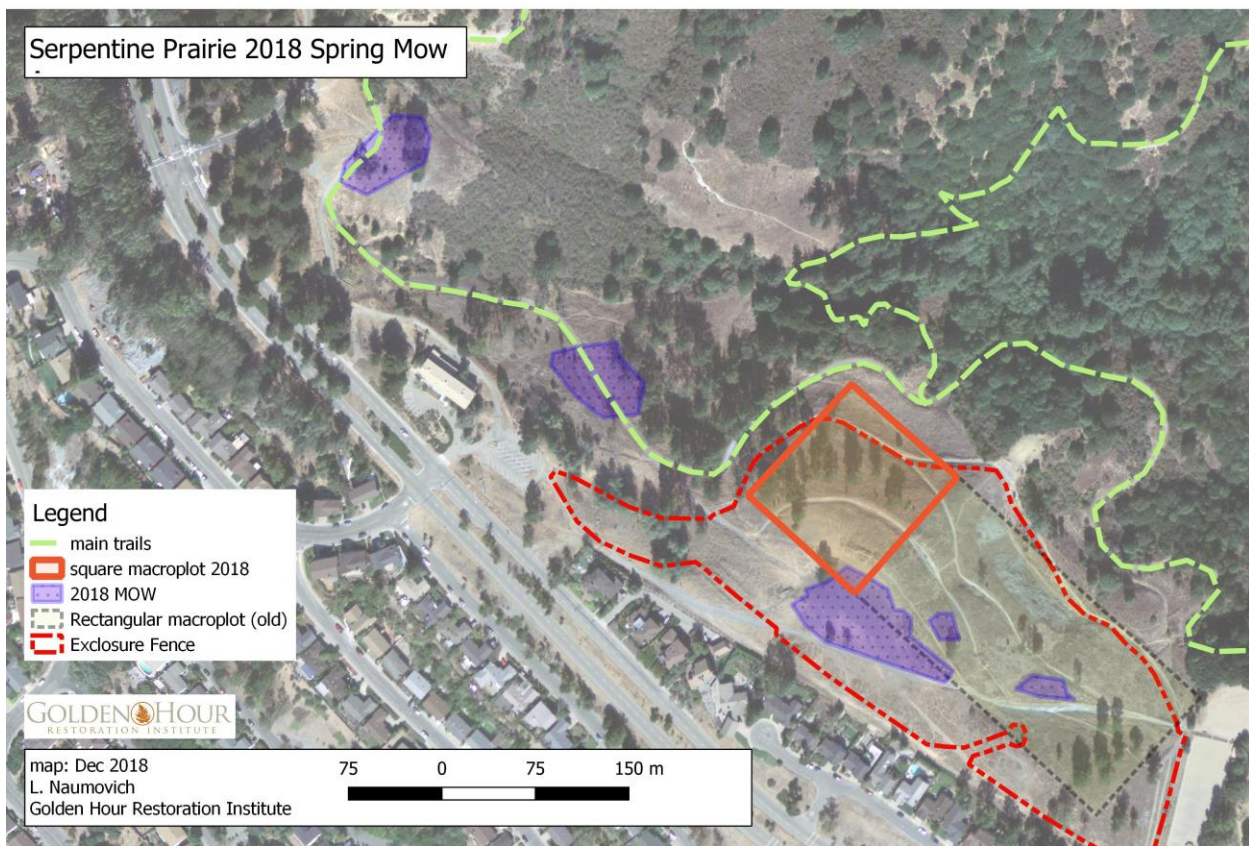 Serpentine Prairie 2018 Spring Mow
Legend
main trails
square macroplot 2018
2018 MOW
Rectangular macroplot (old)
Exclosure Fence
GOLDEN HOUR
RESTORATION INSTITUTE
map: Dec 2018
L. Naumovich
Golden Hour Restoration Institute
75 0 75 150 m